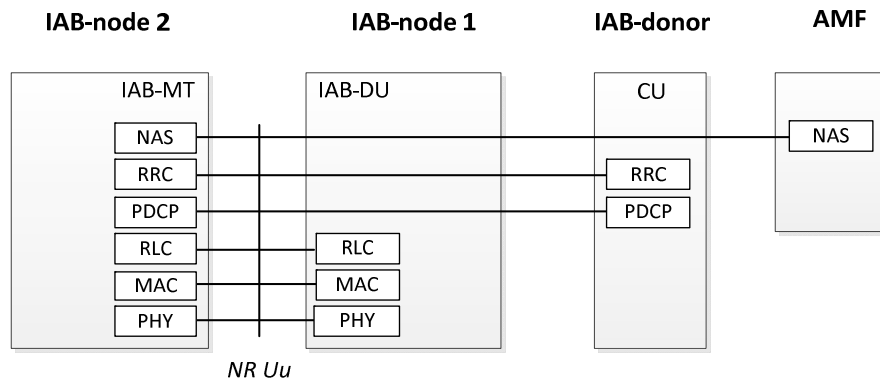 IAB-node 2
IAB-node 1
IAB-donor
AMF
IAB-MT
IAB-DU
CU
NAS
NAS
RRC
RRC
PDCP
PDCP
RLC
RLC
MAC
MAC
PHY
PHY
NR Uu